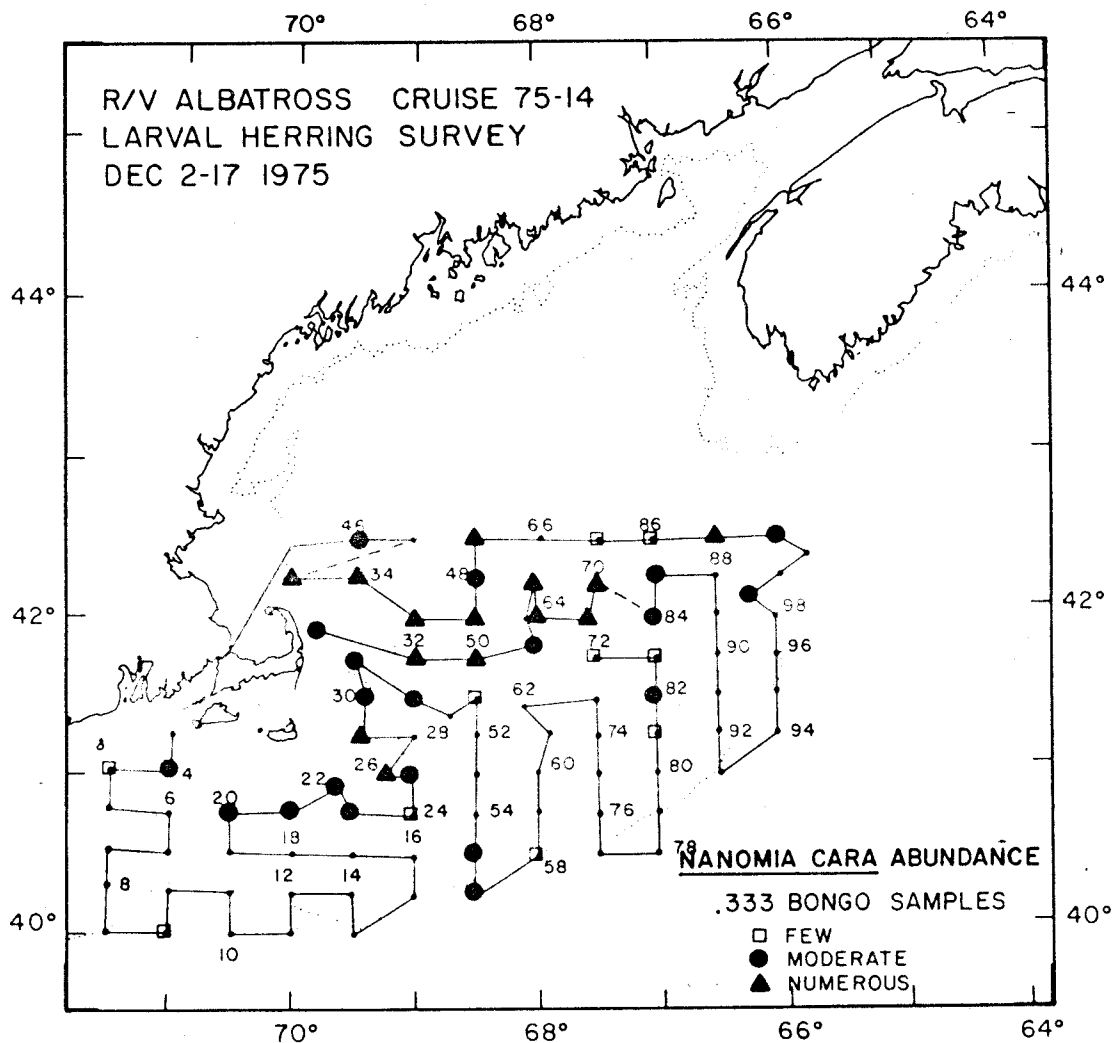 70° 68° 66° 64°
R/V ALBATROSS CRUISE 75-14
LARVAL HERRING SURVEY
DEC 2-17 1975
44° 44°
46 66 86
34 48 70 88
42° 64 84 98 42°
32 50 72 90 96
30 62 82
28 52 74 92 94
26 60 80
4
22
6 20 24 54 76
18 16 58 78
8 12 14
10
40° 40°
NANOMIA CARA ABUNDANCE
.333 BONGO SAMPLES
FEW
MODERATE
NUMEROUS
70° 68° 66° 64°